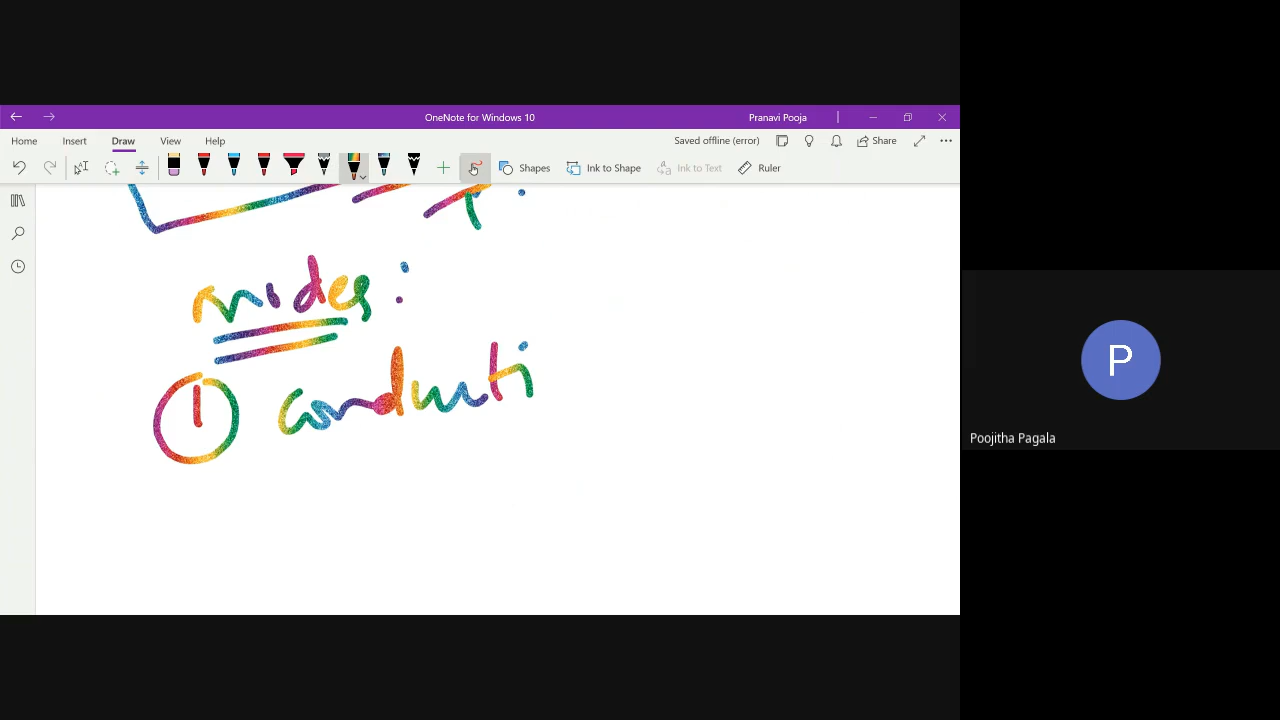 OneNote for Windows 10
Pranavi Pooja
Home Insert Draw View Help
Saved offline (error)
Share
Shapes
Ink to Shape
Ink to Text
Ruler
modes:
① conducti
P
Poojitha Pagala